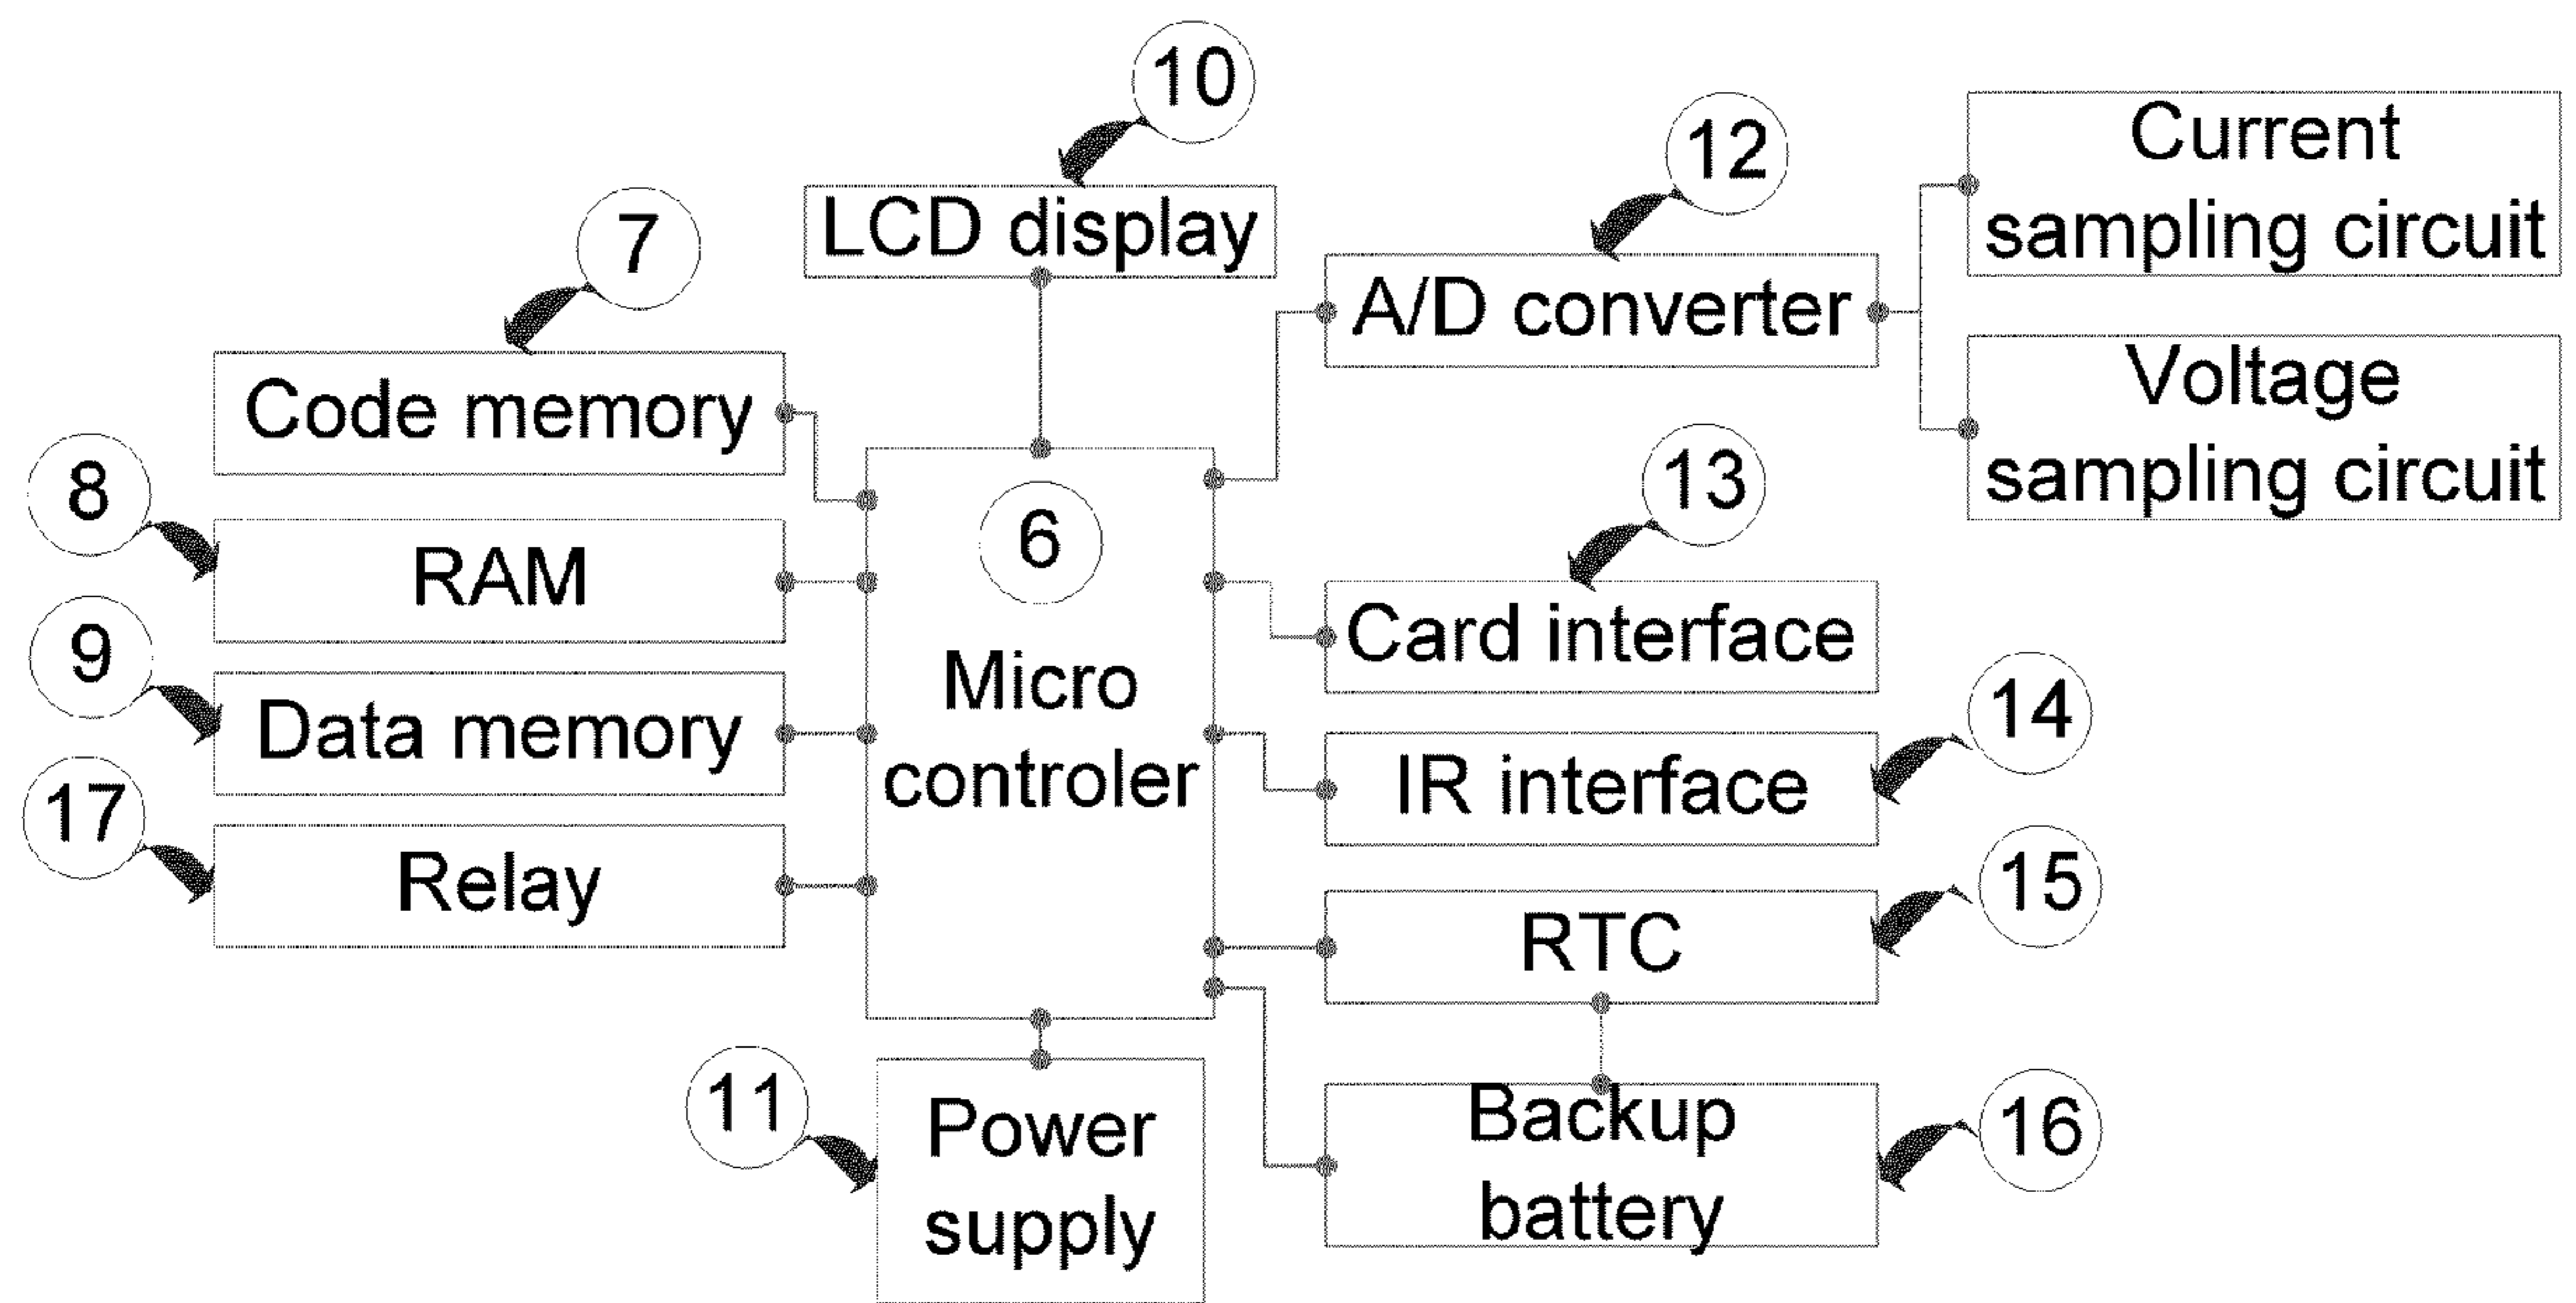 10
LCD display
12
A/D converter
Current
sampling circuit
Voltage
sampling circuit
7
Code memory
8
RAM
9
Data memory
17
Relay
6
Micro
controler
13
Card interface
14
IR interface
15
RTC
11
Power
supply
16
Backup
battery